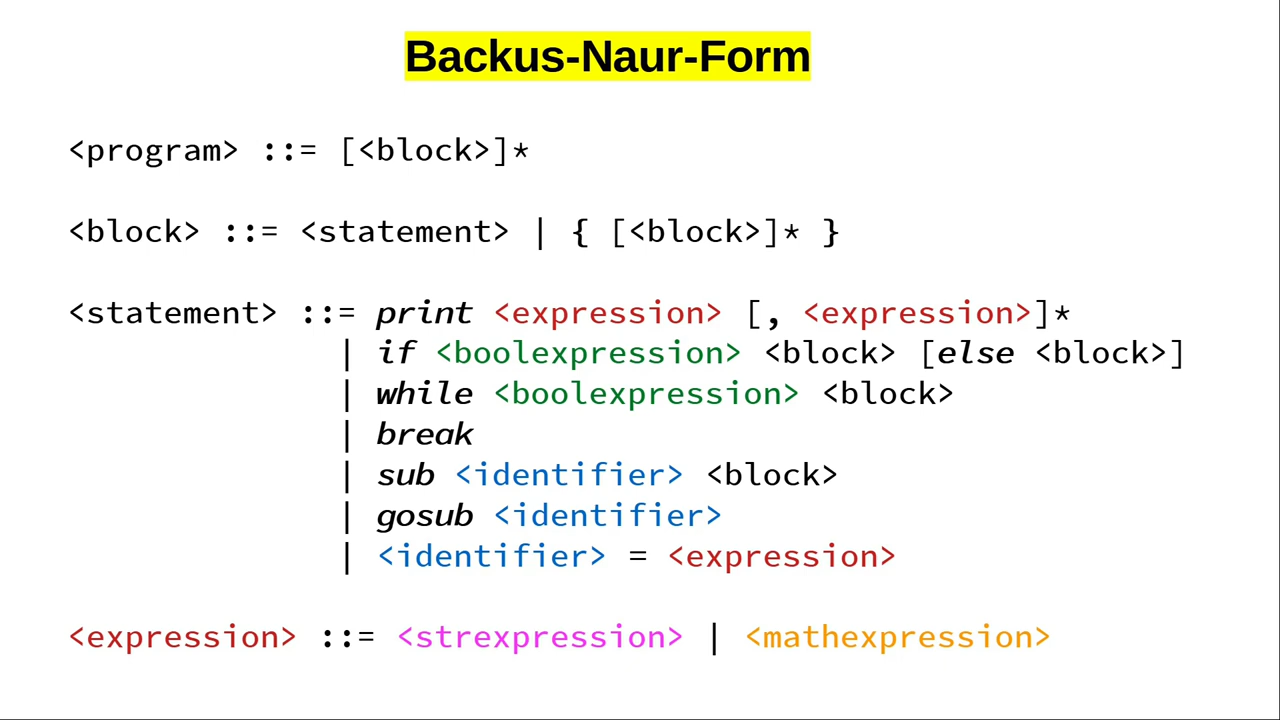 Backus-Naur-Form
<program> ::= [<block>]*
<block> ::= <statement> | { [<block>]* }
<statement> ::= print <expression> [, <expression>]*
| if <boolexpression> <block> [else <block>]
| while <boolexpression> <block>
| break
| sub <identifier> <block>
| gosub <identifier>
| <identifier> = <expression>
<expression> ::= <strexpression> | <mathexpression>